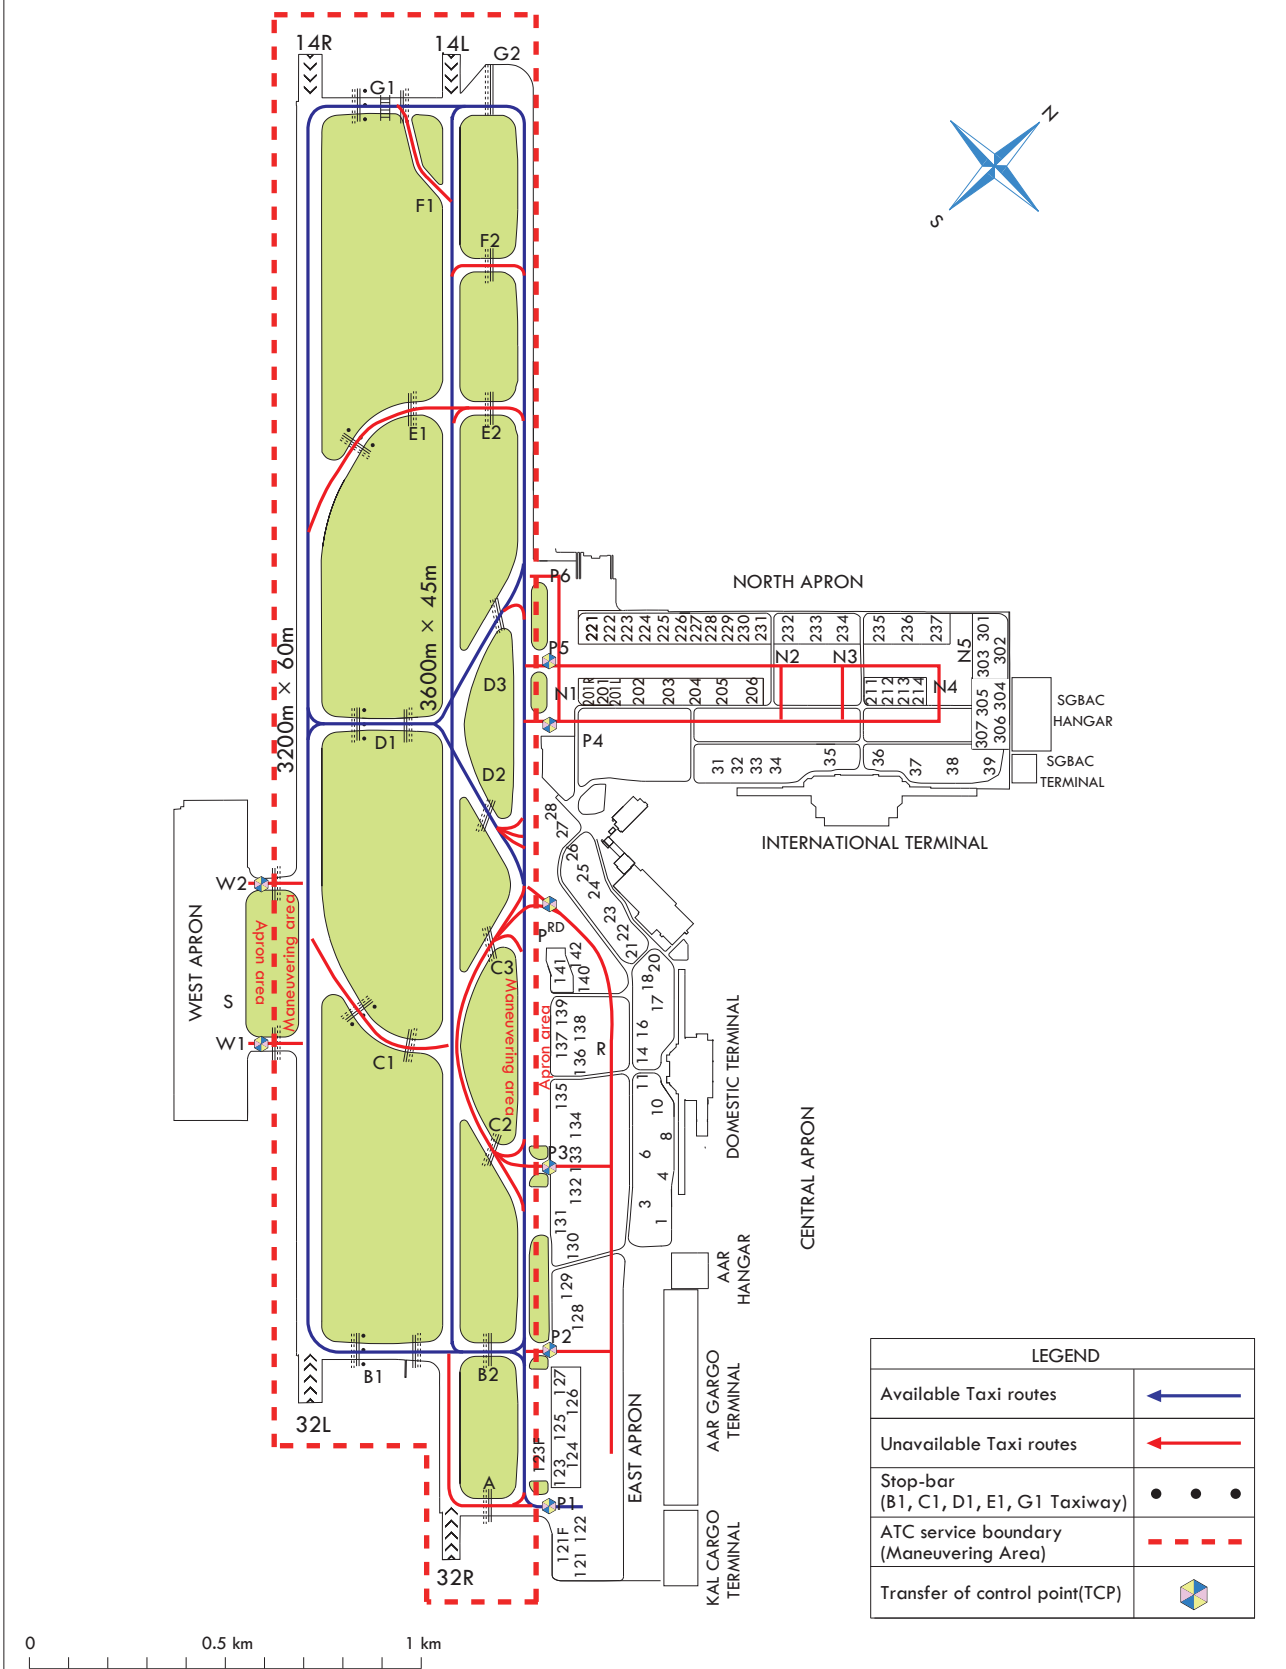 14R
14L
G2
G1
N
S
F1
F2
E1
E2
3200m × 60m
3600m × 45m
P6
NORTH APRON
221
222
223
224
225
226
227
228
229
230
231
232
233
234
235
236
237
301
302
303
N5
P5
N2
N3
D3
N1
201R
201
201L
202
203
204
205
206
211
212
213
214
N4
304
305
306
307
SGBAC
HANGAR
D1
P4
31
32
33
34
35
36
37
38
39
SGBAC
TERMINAL
D2
INTERNATIONAL TERMINAL
28
27
26
25
24
23
22
21
20
W2
WEST APRON
S
Apron area
Maneuvering area
W1
P
RD
C3
141
142
140
18
17
16
14
Maneuvering area
Apron area
139
137
138
136
R
C1
DOMESTIC TERMINAL
11
10
8
6
4
3
1
135
134
133
132
131
130
C2
P3
CENTRAL APRON
AAR
HANGAR
129
128
P2
B1
B2
32L
127
126
125
124
123
123F
EAST APRON
AAR GARGO
TERMINAL
A
P1
121F
121
122
32R
KAL CARGO
TERMINAL
LEGEND
Available Taxi routes
Unavailable Taxi routes
Stop-bar
(B1, C1, D1, E1, G1 Taxiway)
ATC service boundary
(Maneuvering Area)
Transfer of control point(TCP)
0
0.5 km
1 km